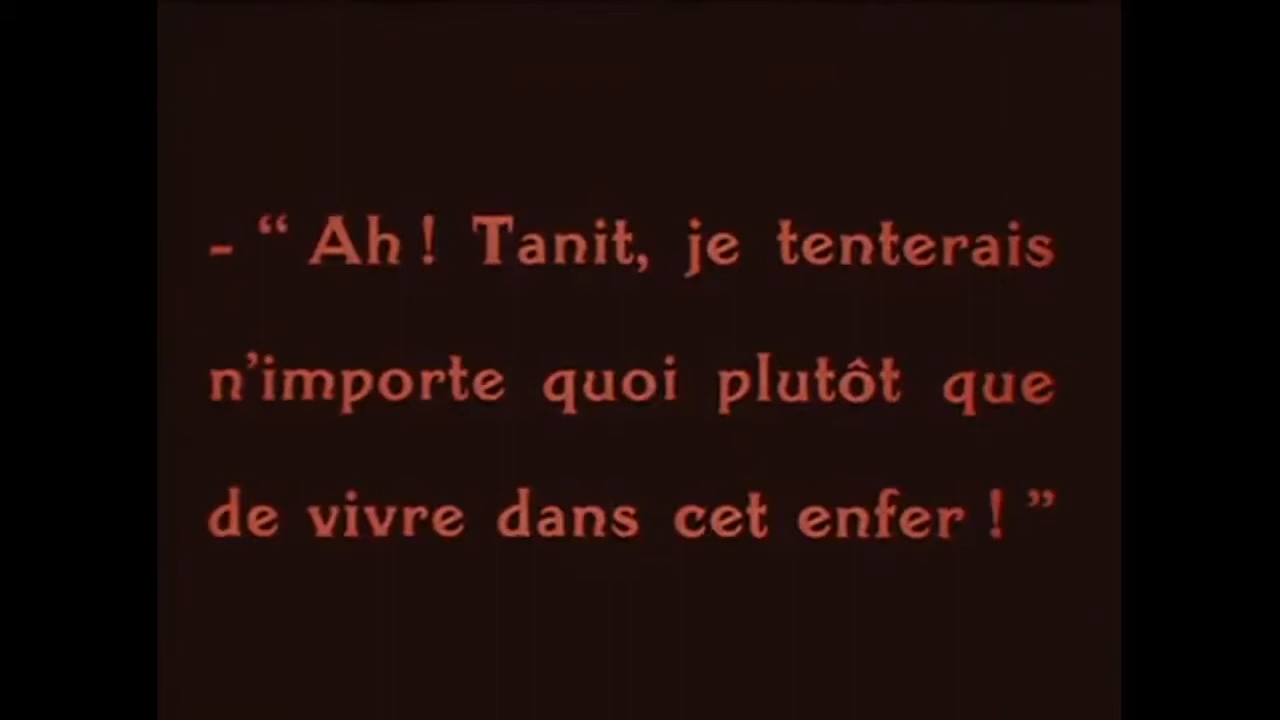 - “ Ah ! Tanit, je tenterais
n’importe quoi plutôt que
de vivre dans cet enfer ! ”